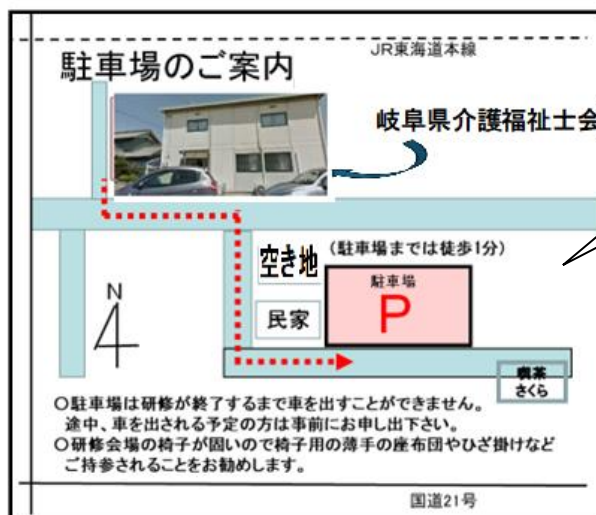 JR東海道本線
駐車場のご案内
岐阜県介護福祉士会
(駐車場までは徒歩1分)
空き地
駐車場
P
民家
N
喫茶
さくら
○駐車場は研修が終了するまで車を出すことができません。
途中、車を出される予定の方は事前にお申し出下さい。
○研修会場の椅子が固いので椅子用の薄手の座布団やひざ掛けなど
ご持参されることをお勧めします。
国道21号